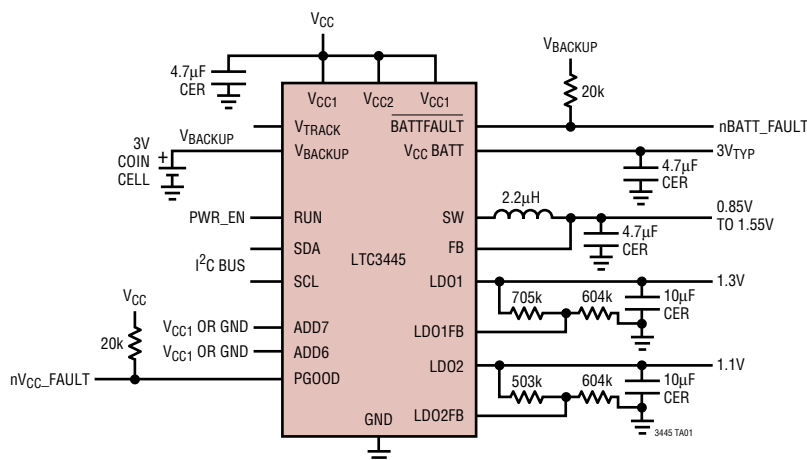 VCC
VBACKUP
4.7µF
CER
20k
VCC1 VCC2 VCC1
VTRACK
BATTFAULT
nBATT_FAULT
3V
COIN
CELL
+
VBACKUP
VBACKUP
VCC BATT
3VTYP
4.7µF
CER
2.2µH
PWR_EN
RUN
SW
0.85V
TO 1.55V
4.7µF
CER
SDA
FB
I2C BUS
LTC3445
SCL
LDO1
1.3V
VCC
705k
604k
10µF
CER
20k
VCC1 OR GND
ADD7
LDO1FB
VCC1 OR GND
ADD6
LDO2
1.1V
nVCC_FAULT
PGOOD
503k
604k
10µF
CER
GND
LDO2FB
3445 TA01